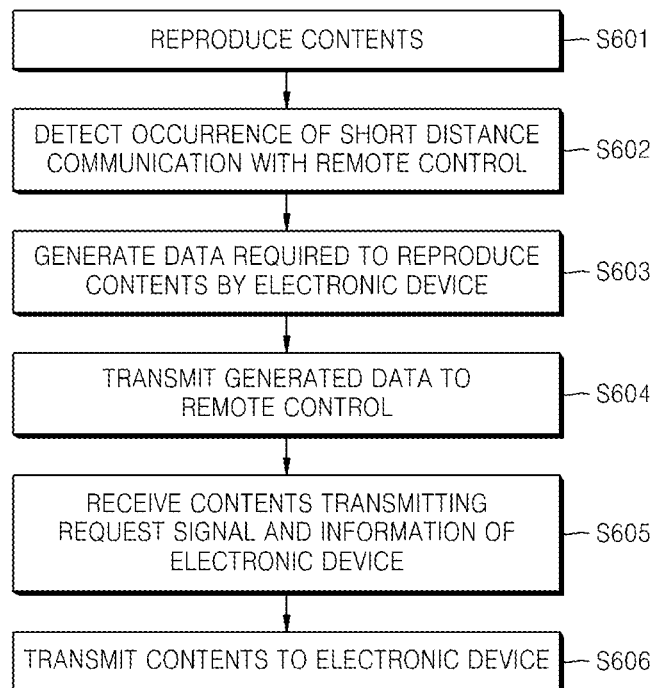 REPRODUCE CONTENTS
S601
DETECT OCCURRENCE OF SHORT DISTANCE
COMMUNICATION WITH REMOTE CONTROL
S602
GENERATE DATA REQUIRED TO REPRODUCE
CONTENTS BY ELECTRONIC DEVICE
S603
TRANSMIT GENERATED DATA TO
REMOTE CONTROL
S604
RECEIVE CONTENTS TRANSMITTING
REQUEST SIGNAL AND INFORMATION OF
ELECTRONIC DEVICE
S605
TRANSMIT CONTENTS TO ELECTRONIC DEVICE
S606